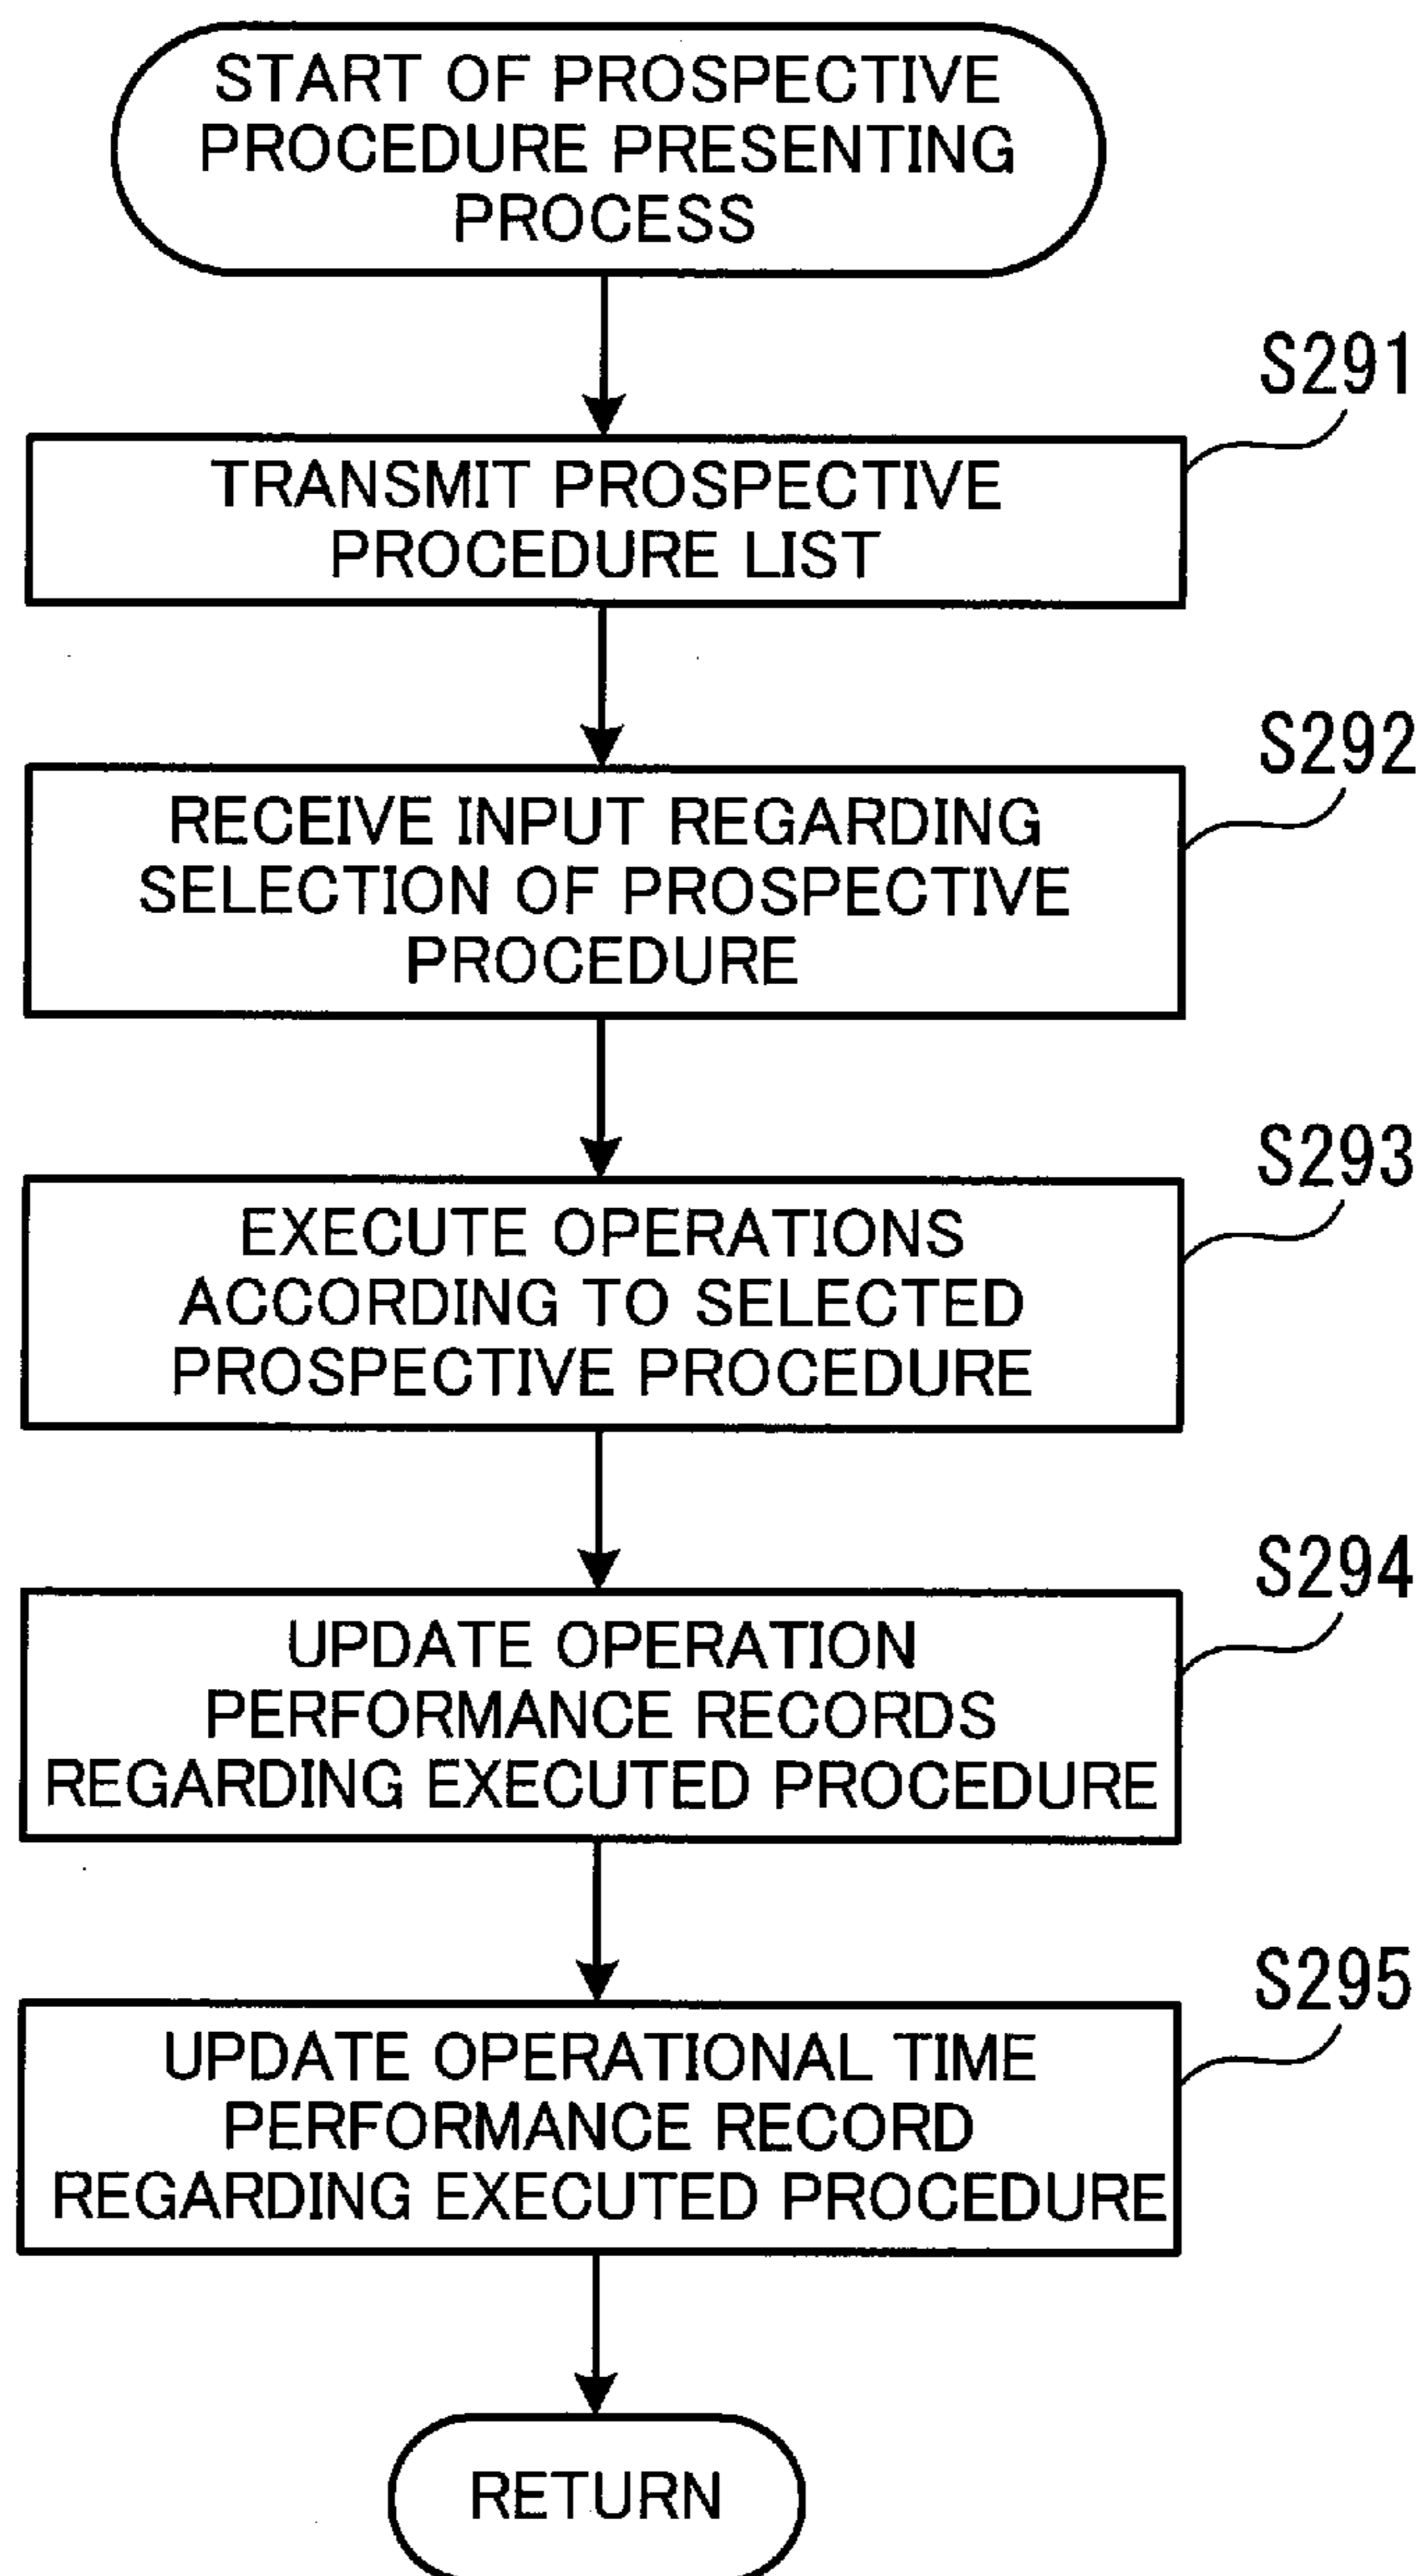 START OF PROSPECTIVE
PROCEDURE PRESENTING
PROCESS
S291
TRANSMIT PROSPECTIVE
PROCEDURE LIST
S292
RECEIVE INPUT REGARDING
SELECTION OF PROSPECTIVE
PROCEDURE
S293
EXECUTE OPERATIONS
ACCORDING TO SELECTED
PROSPECTIVE PROCEDURE
S294
UPDATE OPERATION
PERFORMANCE RECORDS
REGARDING EXECUTED PROCEDURE
S295
UPDATE OPERATIONAL TIME
PERFORMANCE RECORD
REGARDING EXECUTED PROCEDURE
RETURN